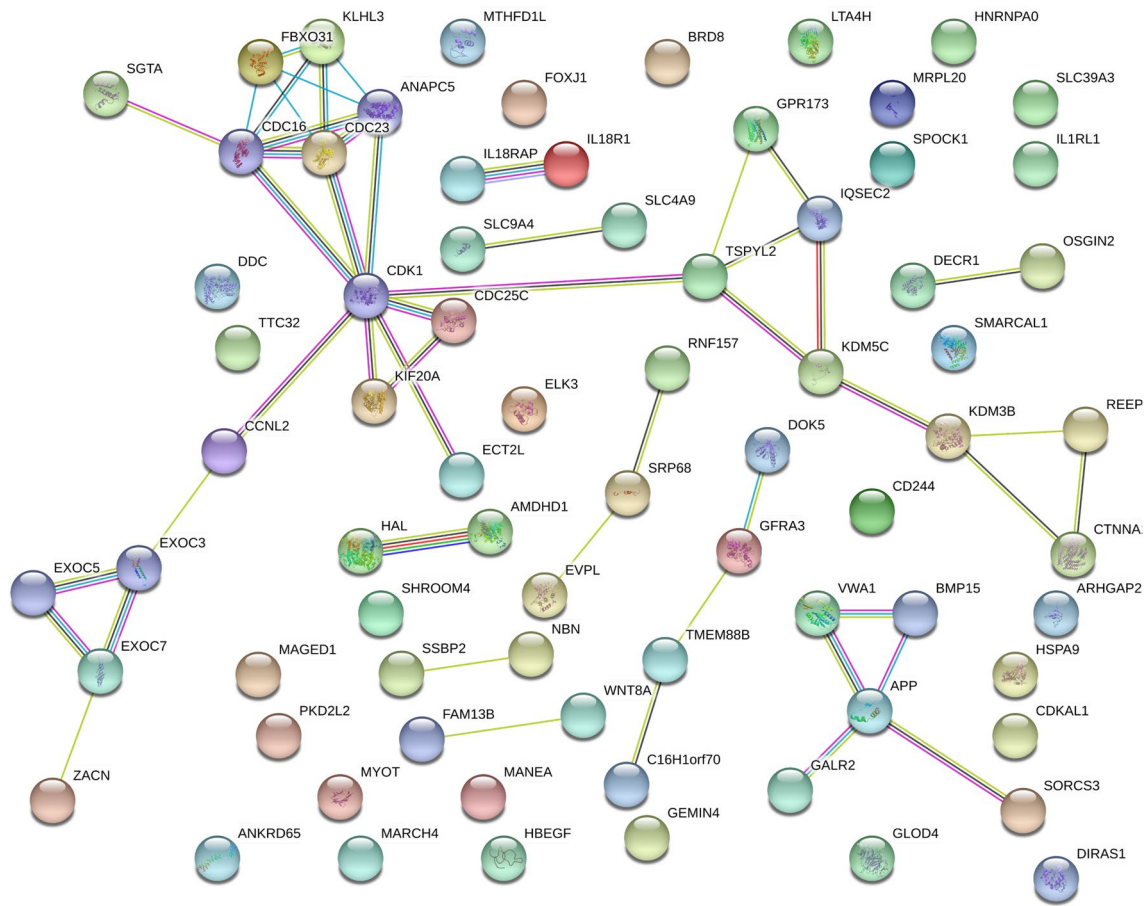 KLHL3
MTHFD1L
LTA4H
HNRNPA0
FBXO31
BRD8
SGTA
ANAPC5
FOXJ1
MRPL20
SLC39A3
GPR173
CDC16
CDC23
IL18RAP
IL18R1
SPOCK1
IL1RL1
IQSEC2
SLC9A4
SLC4A9
TSPYL2
DECR1
OSGIN2
DDC
CDK1
CDC25C
TTC32
SMARCAL1
KDM5C
RNF157
KIF20A
ELK3
KDM3B
REEP
CCNL2
DOK5
ECT2L
SRP68
CD244
HAL
AMDHD1
GFRA3
CTNNA
EXOC3
EXOC5
EVPL
SHROOM4
VWA1
BMP15
ARHGAP2
EXOC7
NBN
TMEM88B
MAGED1
SSBP2
HSPA9
APP
WNT8A
PKD2L2
FAM13B
CDKAL1
ZACN
MYOT
MANEA
C16H1orf70
GALR2
SORCS3
ANKRD65
MARCH4
HBEGF
GEMIN4
GLOD4
DIRAS1